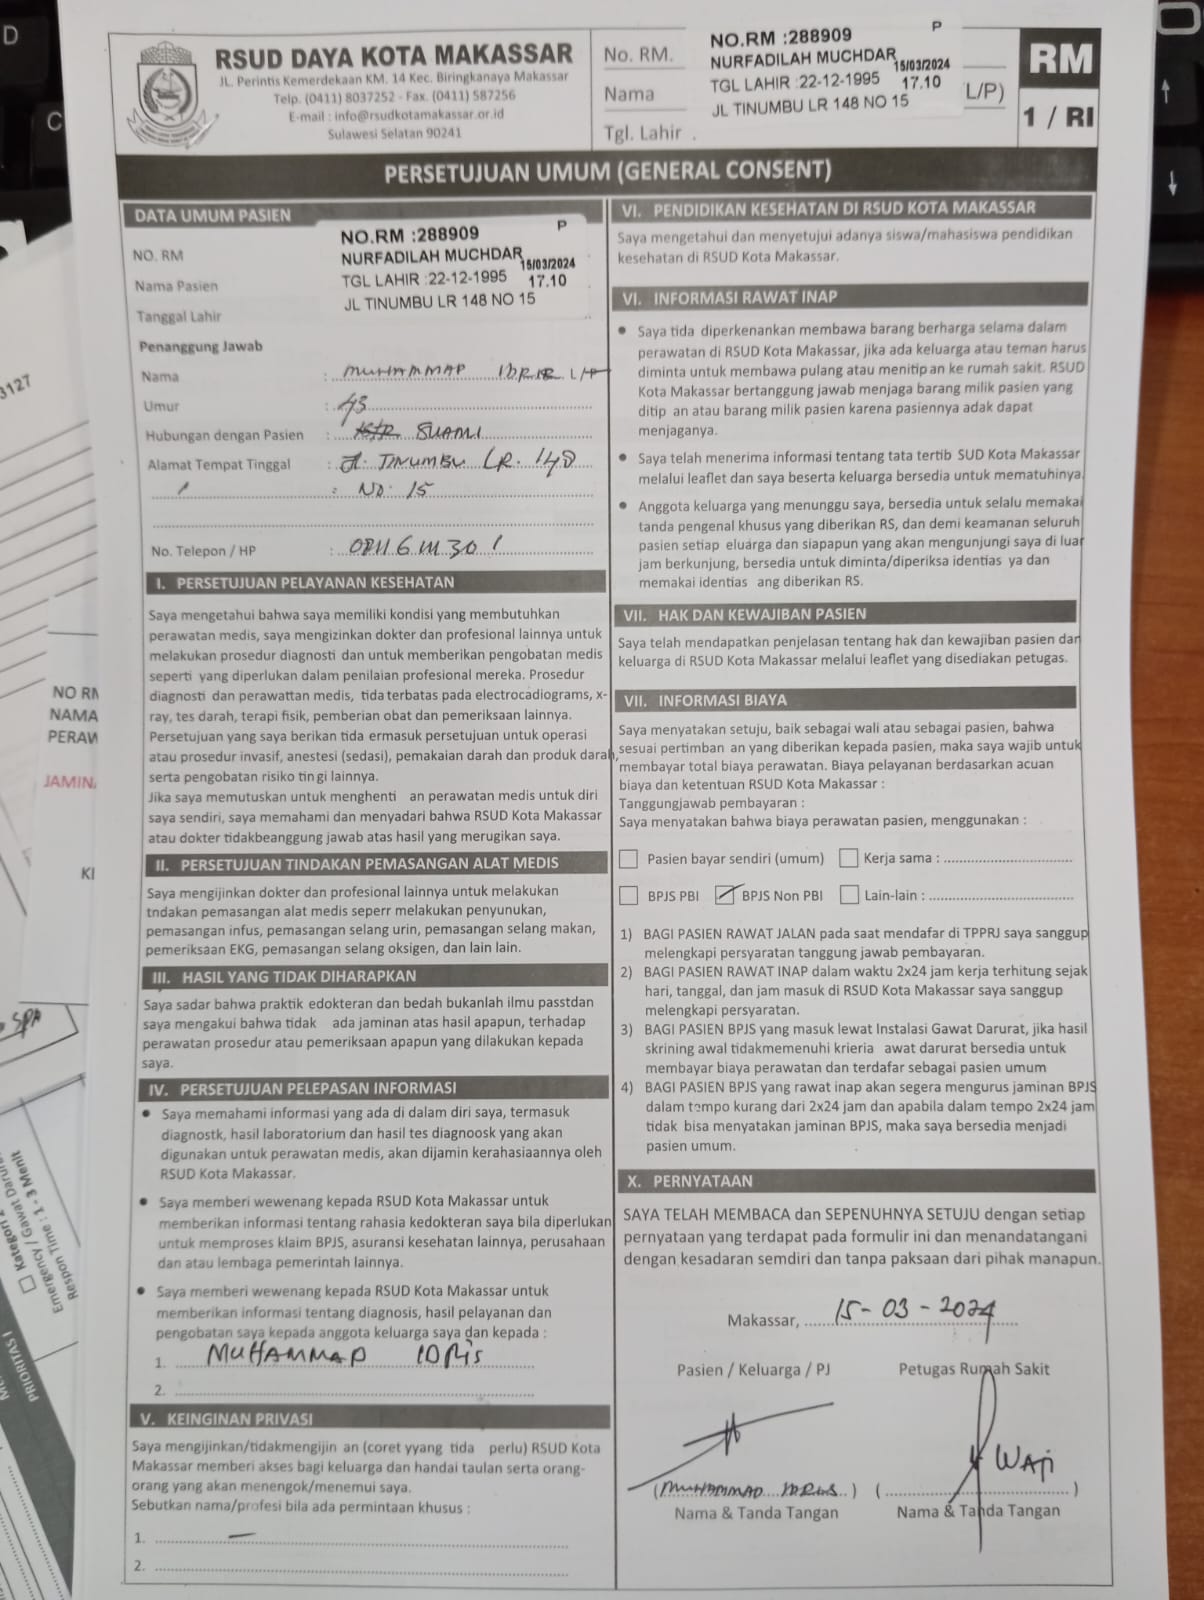 RSUD DAYA KOTA MAKASSAR
JL. Perintis Kemerdekaan KM. 14 Kec. Biringkanaya Makassar
Telp. (0411) 8037252 - Fax. (0411) 587256
E-mail : info@rsudkotamakassar.or.id
Sulawesi Selatan 90241
No. RM.
Nama
Tgl. Lahir
NO.RM :288909 P
NURFADILAH MUCHDAR 15/03/2024
TGL LAHIR :22-12-1995 17.10
JL TINUMBU LR 148 NO 15
L/P)
RM
1 / RI
PERSETUJUAN UMUM (GENERAL CONSENT)
DATA UMUM PASIEN
NO. RM
Nama Pasien
Tanggal Lahir
NO.RM :288909 P
NURFADILAH MUCHDAR 15/03/2024
TGL LAHIR :22-12-1995 17.10
JL TINUMBU LR 148 NO 15
Penanggung Jawab
Nama : MUHAMMAD IDRIS L/P
Umur : 43
Hubungan dengan Pasien : SUAMI
Alamat Tempat Tinggal : Jl. TINUMBU LR. 148
: NO. 15
No. Telepon / HP :
I. PERSETUJUAN PELAYANAN KESEHATAN
Saya mengetahui bahwa saya memiliki kondisi yang membutuhkan
perawatan medis, saya mengizinkan dokter dan profesional lainnya untuk
melakukan prosedur diagnosti dan untuk memberikan pengobatan medis
seperti yang diperlukan dalam penilaian profesional mereka. Prosedur
diagnosti dan perawattan medis, tida terbatas pada electrocadiograms, x-
ray, tes darah, terapi fisik, pemberian obat dan pemeriksaan lainnya.
Persetujuan yang saya berikan tida ermasuk persetujuan untuk operasi
atau prosedur invasif, anestesi (sedasi), pemakaian darah dan produk darah,
serta pengobatan risiko tin gi lainnya.
Jika saya memutuskan untuk menghenti an perawatan medis untuk diri
saya sendiri, saya memahami dan menyadari bahwa RSUD Kota Makassar
atau dokter tidakbeanggung jawab atas hasil yang merugikan saya.
II. PERSETUJUAN TINDAKAN PEMASANGAN ALAT MEDIS
Saya mengijinkan dokter dan profesional lainnya untuk melakukan
tndakan pemasangan alat medis seperr melakukan penyunukan,
pemasangan infus, pemasangan selang urin, pemasangan selang makan,
pemeriksaan EKG, pemasangan selang oksigen, dan lain lain.
III. HASIL YANG TIDAK DIHARAPKAN
Saya sadar bahwa praktik edokteran dan bedah bukanlah ilmu passtdan
saya mengakui bahwa tidak ada jaminan atas hasil apapun, terhadap
perawatan prosedur atau pemeriksaan apapun yang dilakukan kepada
saya.
IV. PERSETUJUAN PELEPASAN INFORMASI
• Saya memahami informasi yang ada di dalam diri saya, termasuk
diagnostk, hasil laboratorium dan hasil tes diagnoosk yang akan
digunakan untuk perawatan medis, akan dijamin kerahasiaannya oleh
RSUD Kota Makassar.
• Saya memberi wewenang kepada RSUD Kota Makassar untuk
memberikan informasi tentang rahasia kedokteran saya bila diperlukan
untuk memproses klaim BPJS, asuransi kesehatan lainnya, perusahaan
dan atau lembaga pemerintah lainnya.
• Saya memberi wewenang kepada RSUD Kota Makassar untuk
memberikan informasi tentang diagnosis, hasil pelayanan dan
pengobatan saya kepada anggota keluarga saya dan kepada :
1. MUHAMMAD IDRIS
2.
V. KEINGINAN PRIVASI
Saya mengijinkan/tidakmengijin an (coret yyang tida perlu) RSUD Kota
Makassar memberi akses bagi keluarga dan handai taulan serta orang-
orang yang akan menengok/menemui saya.
Sebutkan nama/profesi bila ada permintaan khusus :
1. —
2.
VI. PENDIDIKAN KESEHATAN DI RSUD KOTA MAKASSAR
Saya mengetahui dan menyetujui adanya siswa/mahasiswa pendidikan
kesehatan di RSUD Kota Makassar.
VI. INFORMASI RAWAT INAP
• Saya tida diperkenankan membawa barang berharga selama dalam
perawatan di RSUD Kota Makassar, jika ada keluarga atau teman harus
diminta untuk membawa pulang atau menitip an ke rumah sakit. RSUD
Kota Makassar bertanggung jawab menjaga barang milik pasien yang
ditip an atau barang milik pasien karena pasiennya adak dapat
menjaganya.
• Saya telah menerima informasi tentang tata tertib SUD Kota Makassar
melalui leaflet dan saya beserta keluarga bersedia untuk mematuhinya.
• Anggota keluarga yang menunggu saya, bersedia untuk selalu memakai
tanda pengenal khusus yang diberikan RS, dan demi keamanan seluruh
pasien setiap eluarga dan siapapun yang akan mengunjungi saya di luar
jam berkunjung, bersedia untuk diminta/diperiksa identias ya dan
memakai identias ang diberikan RS.
VII. HAK DAN KEWAJIBAN PASIEN
Saya telah mendapatkan penjelasan tentang hak dan kewajiban pasien dan
keluarga di RSUD Kota Makassar melalui leaflet yang disediakan petugas.
VII. INFORMASI BIAYA
Saya menyatakan setuju, baik sebagai wali atau sebagai pasien, bahwa
sesuai pertimban an yang diberikan kepada pasien, maka saya wajib untuk
membayar total biaya perawatan. Biaya pelayanan berdasarkan acuan
biaya dan ketentuan RSUD Kota Makassar :
Tanggungjawab pembayaran :
Saya menyatakan bahwa biaya perawatan pasien, menggunakan :
Pasien bayar sendiri (umum) Kerja sama :
BPJS PBI BPJS Non PBI Lain-lain :
1) BAGI PASIEN RAWAT JALAN pada saat mendafar di TPPRJ saya sanggup
melengkapi persyaratan tanggung jawab pembayaran.
2) BAGI PASIEN RAWAT INAP dalam waktu 2x24 jam kerja terhitung sejak
hari, tanggal, dan jam masuk di RSUD Kota Makassar saya sanggup
melengkapi persyaratan.
3) BAGI PASIEN BPJS yang masuk lewat Instalasi Gawat Darurat, jika hasil
skrining awal tidakmemenuhi krieria awat darurat bersedia untuk
membayar biaya perawatan dan terdafar sebagai pasien umum
4) BAGI PASIEN BPJS yang rawat inap akan segera mengurus jaminan BPJS
dalam tempo kurang dari 2x24 jam dan apabila dalam tempo 2x24 jam
tidak bisa menyatakan jaminan BPJS, maka saya bersedia menjadi
pasien umum.
X. PERNYATAAN
SAYA TELAH MEMBACA dan SEPENUHNYA SETUJU dengan setiap
pernyataan yang terdapat pada formulir ini dan menandatangani
dengan kesadaran semdiri dan tanpa paksaan dari pihak manapun.
Makassar, 15-03-2024
Pasien / Keluarga / PJ Petugas Rumah Sakit
(MUHAMMAD IDRIS) (WATI)
Nama & Tanda Tangan Nama & Tanda Tangan
3127
NO RM
NAMA
PERAW
JAMIN
KI
SPA
Kategori
Emergency / Gawat Darura
Respon Time : 1 - 3 Menit
PRIORITAS I
D
C